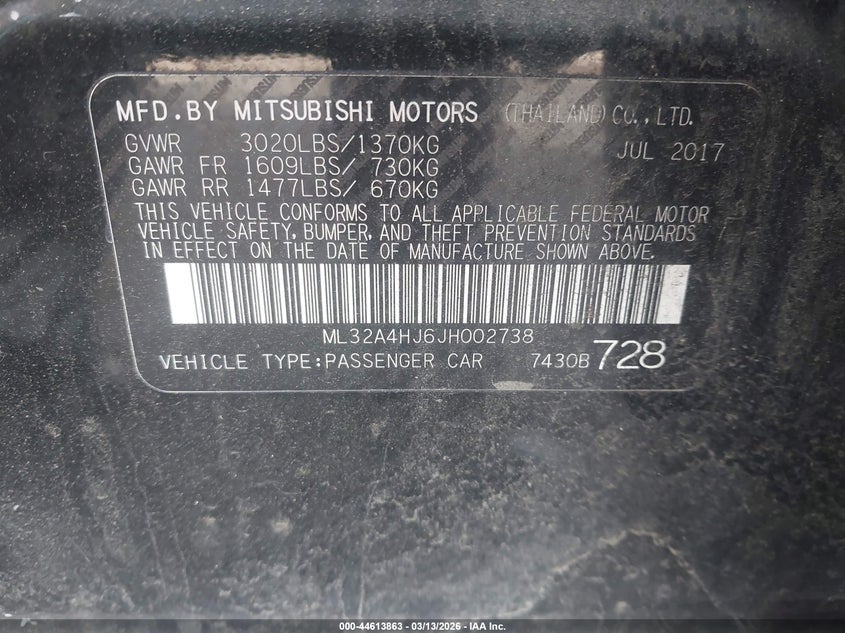 MFD.BY MITSUBISHI MOTORS (THAILAND) CO.,LTD.
GVWR 3020LBS/1370KG JUL 2017
GAWR FR 1609LBS/ 730KG
GAWR RR 1477LBS/ 670KG
THIS VEHICLE CONFORMS TO ALL APPLICABLE FEDERAL MOTOR
VEHICLE SAFETY, BUMPER, AND THEFT PREVENTION STANDARDS
IN EFFECT ON THE DATE OF MANUFACTURE SHOWN ABOVE.
ML32A4HJ6JH002738
VEHICLE TYPE:PASSENGER CAR 7430B 728
000-44613863 - 03/13/2026 - IAA Inc.